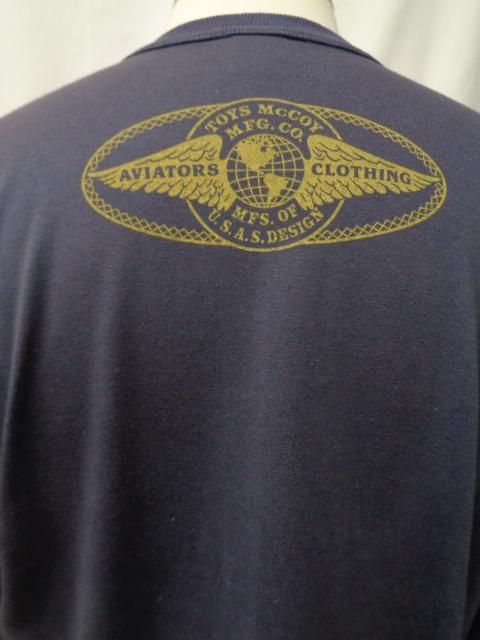 TOYS McCOY
MFG. CO.
AVIATORS CLOTHING
MFS. OF
U.S.A.S. DESIGN